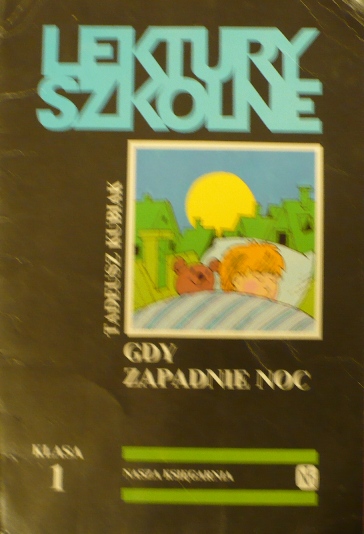 LEKTURY
SZKOLNE
TADEUSZ KUBIAK
GDY
ZAPADNIE NOC
KLASA
1
NASZA KSIĘGARNIA